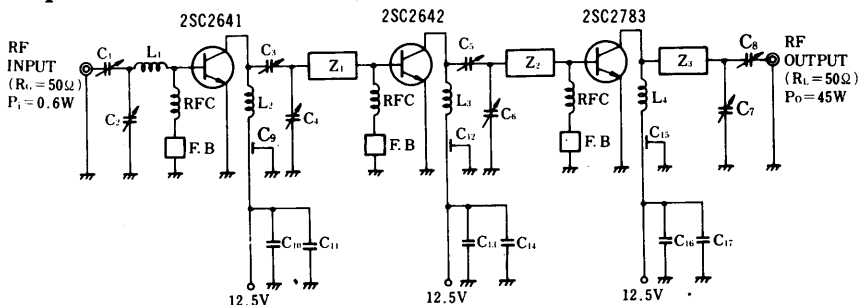 2SC2641
2SC2642
2SC2783
RF
INPUT
(RG=50Ω)
Pi=0.6W
C1
L1
C2
RFC
F.B
C3
L2
C9
C4
Z1
C10
C11
12.5V
RFC
F.B
C5
L3
C12
C6
Z2
C13
C14
12.5V
RFC
F.B
L4
C15
Z3
C8
C7
C16
C17
12.5V
RF
OUTPUT
(RL=50Ω)
Po=45W